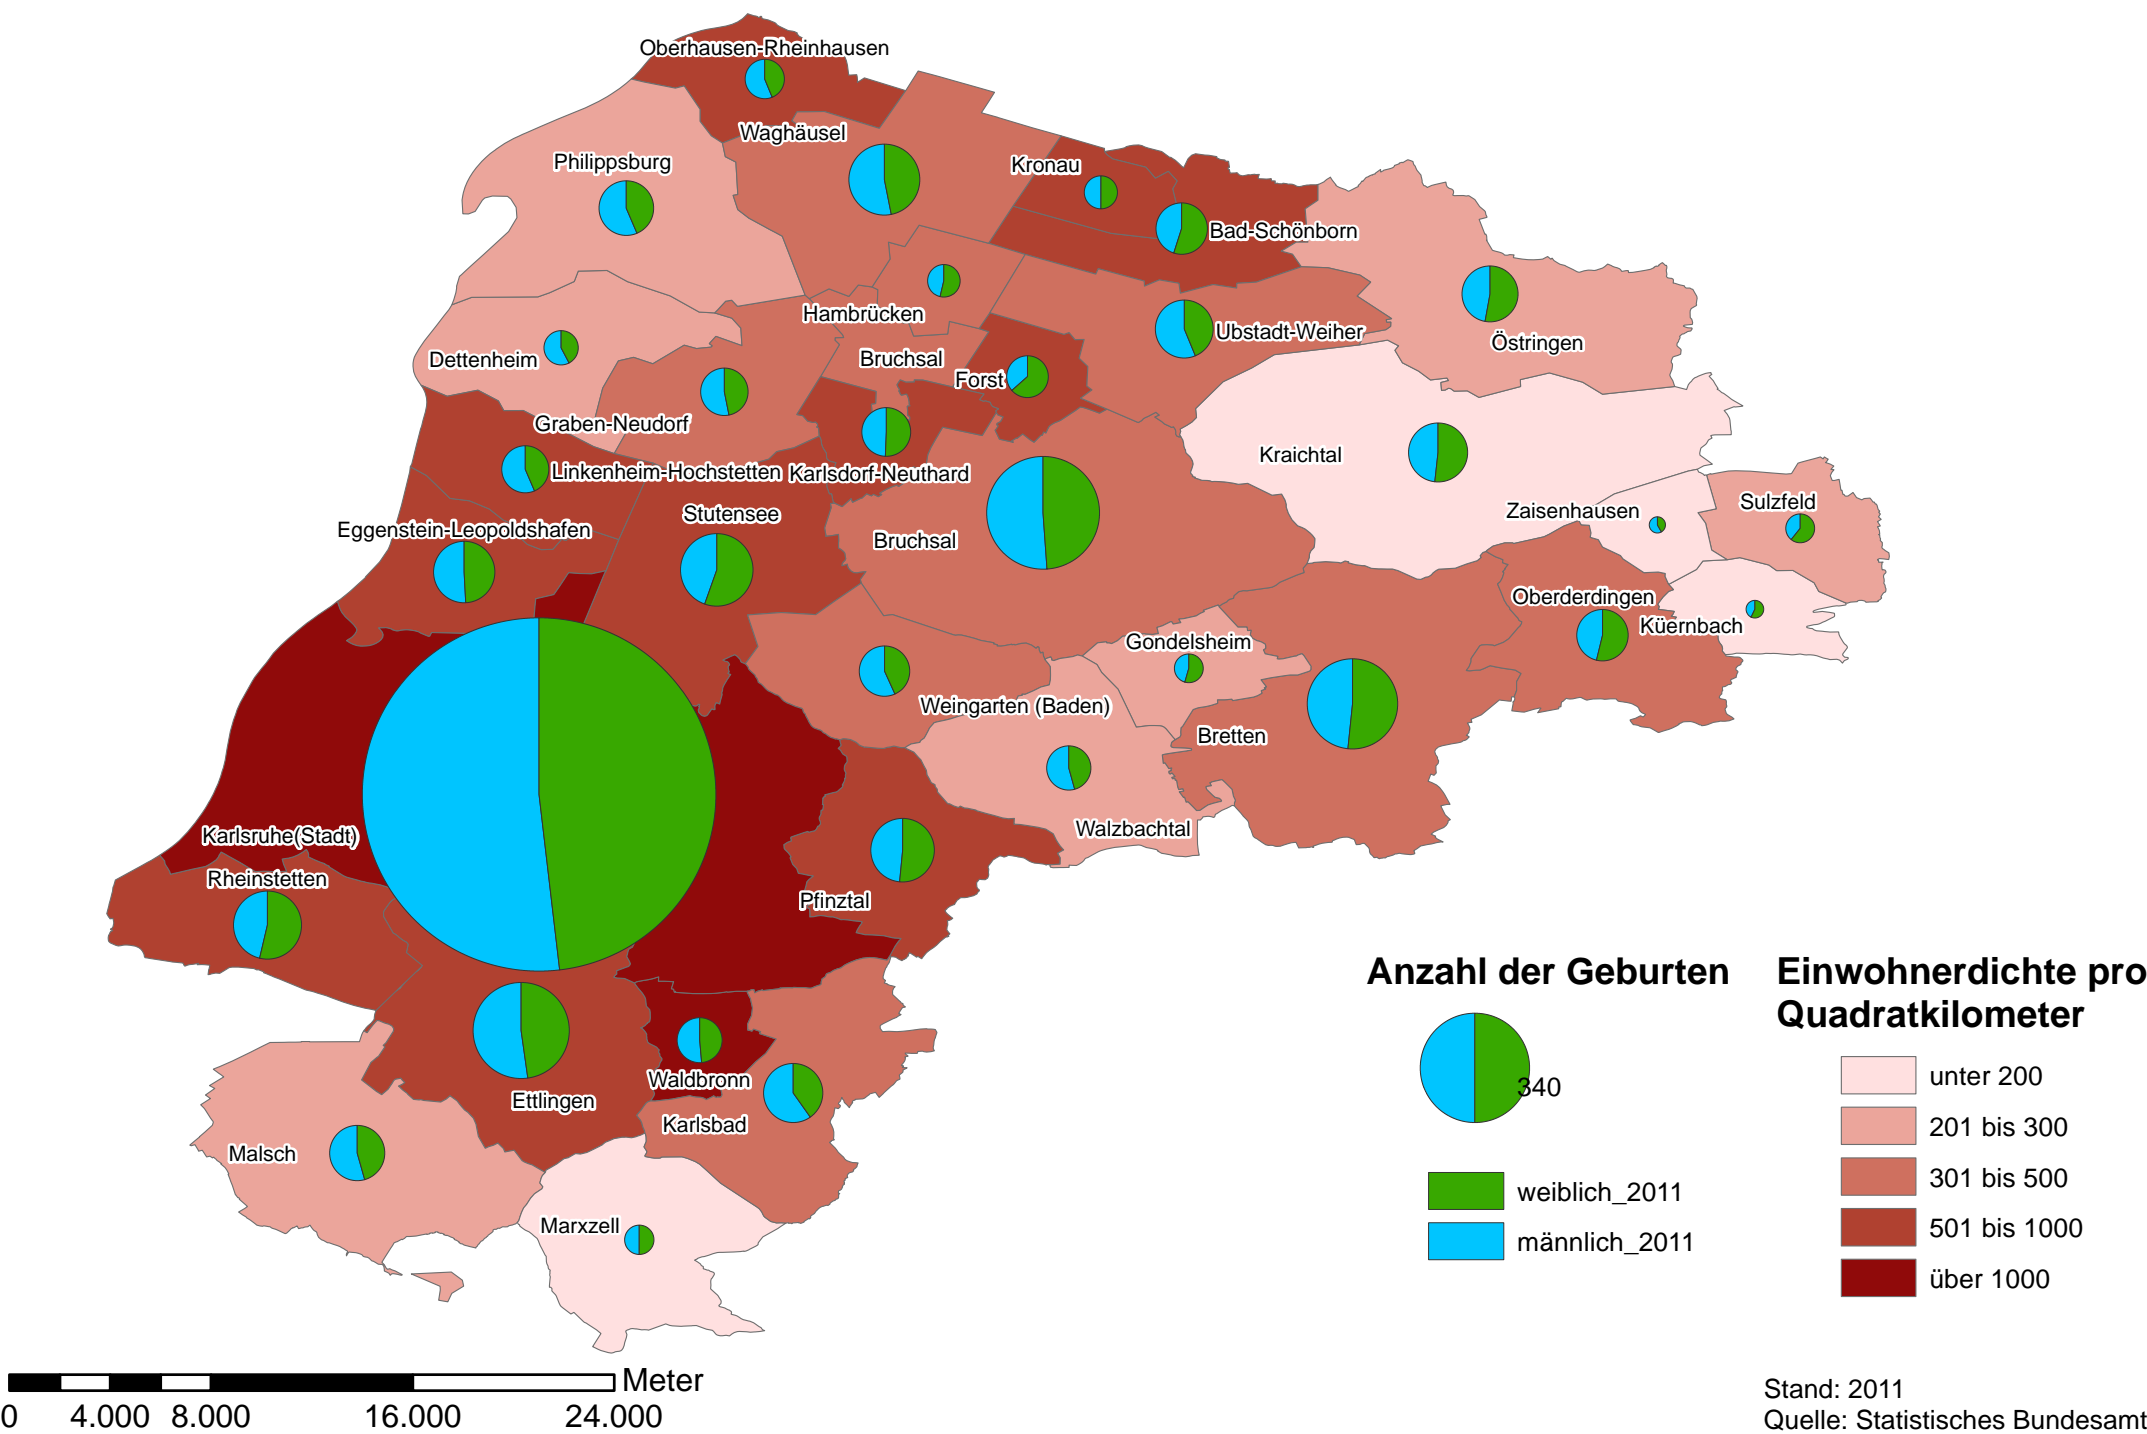 Oberhausen-Rheinhausen
Waghäusel
Philippsburg
Kronau
Bad-Schönborn
Hambrücken
Ubstadt-Weiher
Östringen
Dettenheim
Bruchsal
Forst
Graben-Neudorf
Kraichtal
Linkenheim-Hochstetten
Karlsdorf-Neuthard
Sulzfeld
Zaisenhausen
Stutensee
Eggenstein-Leopoldshafen
Bruchsal
Oberderdingen
Küernbach
Gondelsheim
Weingarten (Baden)
Bretten
Walzbachtal
Karlsruhe(Stadt)
Rheinstetten
Pfinztal
Waldbronn
Ettlingen
Karlsbad
Malsch
Marxzell
Anzahl der Geburten
340
weiblich_2011
männlich_2011
Einwohnerdichte pro
Quadratkilometer
unter 200
201 bis 300
301 bis 500
501 bis 1000
über 1000
Meter
0 4.000 8.000 16.000 24.000
Stand: 2011
Quelle: Statistisches Bundesamt